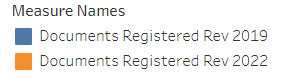 Measure Names
Documents Registered Rev 2019
Documents Registered Rev 2022